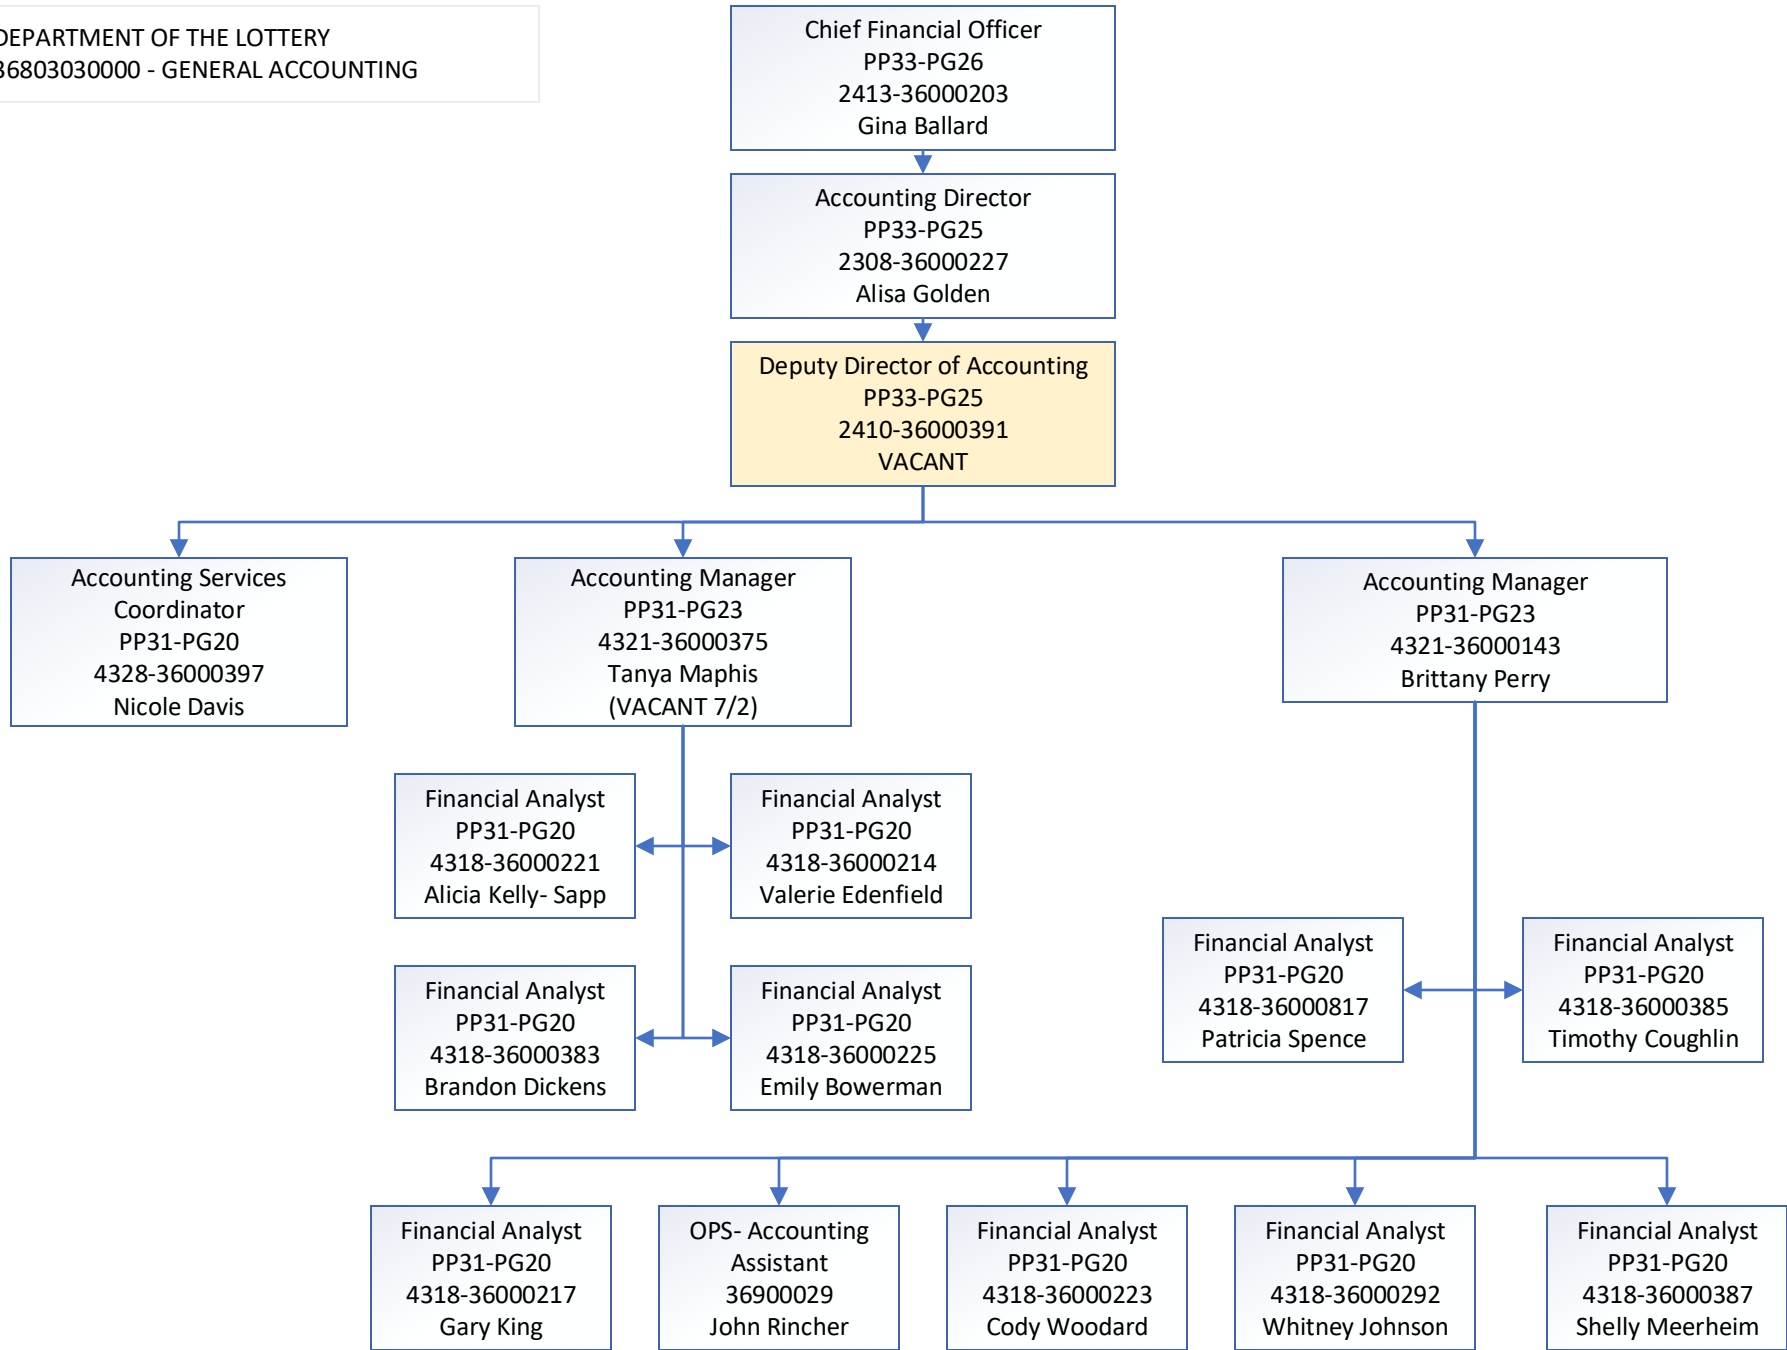 DEPARTMENT OF THE LOTTERY
36803030000 - GENERAL ACCOUNTING
Chief Financial Officer
PP33-PG26
2413-36000203
Gina Ballard
Accounting Director
PP33-PG25
2308-36000227
Alisa Golden
Deputy Director of Accounting
PP33-PG25
2410-36000391
VACANT
Accounting Services
Coordinator
PP31-PG20
4328-36000397
Nicole Davis
Accounting Manager
PP31-PG23
4321-36000375
Tanya Maphis
(VACANT 7/2)
Accounting Manager
PP31-PG23
4321-36000143
Brittany Perry
Financial Analyst
PP31-PG20
4318-36000221
Alicia Kelly- Sapp
Financial Analyst
PP31-PG20
4318-36000214
Valerie Edenfield
Financial Analyst
PP31-PG20
4318-36000383
Brandon Dickens
Financial Analyst
PP31-PG20
4318-36000225
Emily Bowerman
Financial Analyst
PP31-PG20
4318-36000817
Patricia Spence
Financial Analyst
PP31-PG20
4318-36000385
Timothy Coughlin
Financial Analyst
PP31-PG20
4318-36000217
Gary King
OPS- Accounting
Assistant
36900029
John Rincher
Financial Analyst
PP31-PG20
4318-36000223
Cody Woodard
Financial Analyst
PP31-PG20
4318-36000292
Whitney Johnson
Financial Analyst
PP31-PG20
4318-36000387
Shelly Meerheim